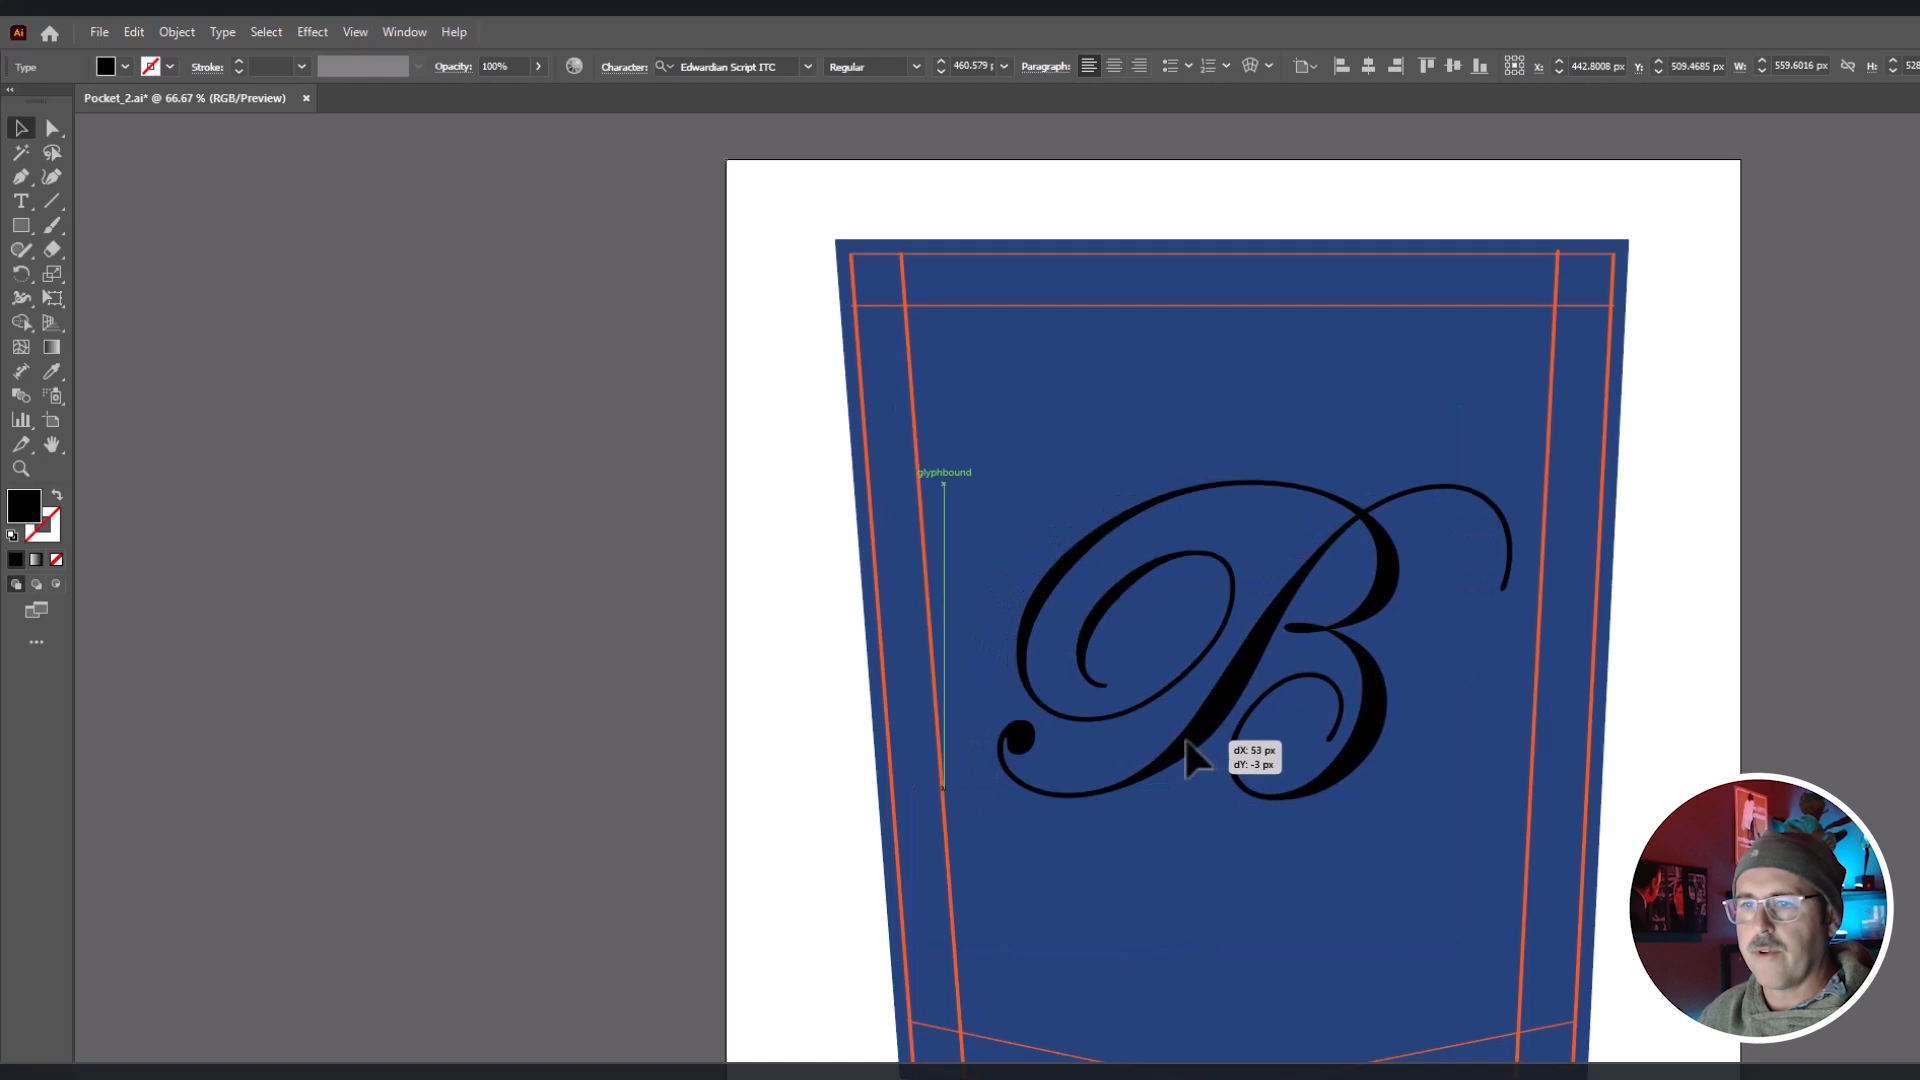 Ai File Edit Object Type Select Effect View Window Help
Type Stroke: Opacity: 100% Character: Edwardian Script ITC Regular 460.579 Paragraph: X: 442.8008 px Y: 509.4685 px W: 559.6016 px H: 528
Pocket_2.ai* @ 66.67 % (RGB/Preview) ×
glyphbound
B
dX: 53 px
dY: -3 px